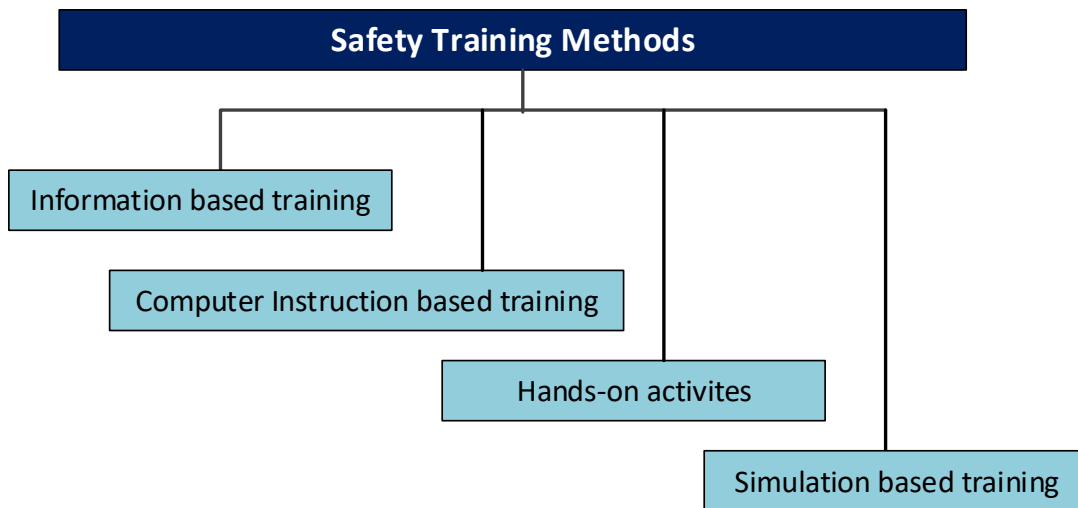 Safety Training Methods
Information based training
Computer Instruction based training
Hands-on activites
Simulation based training